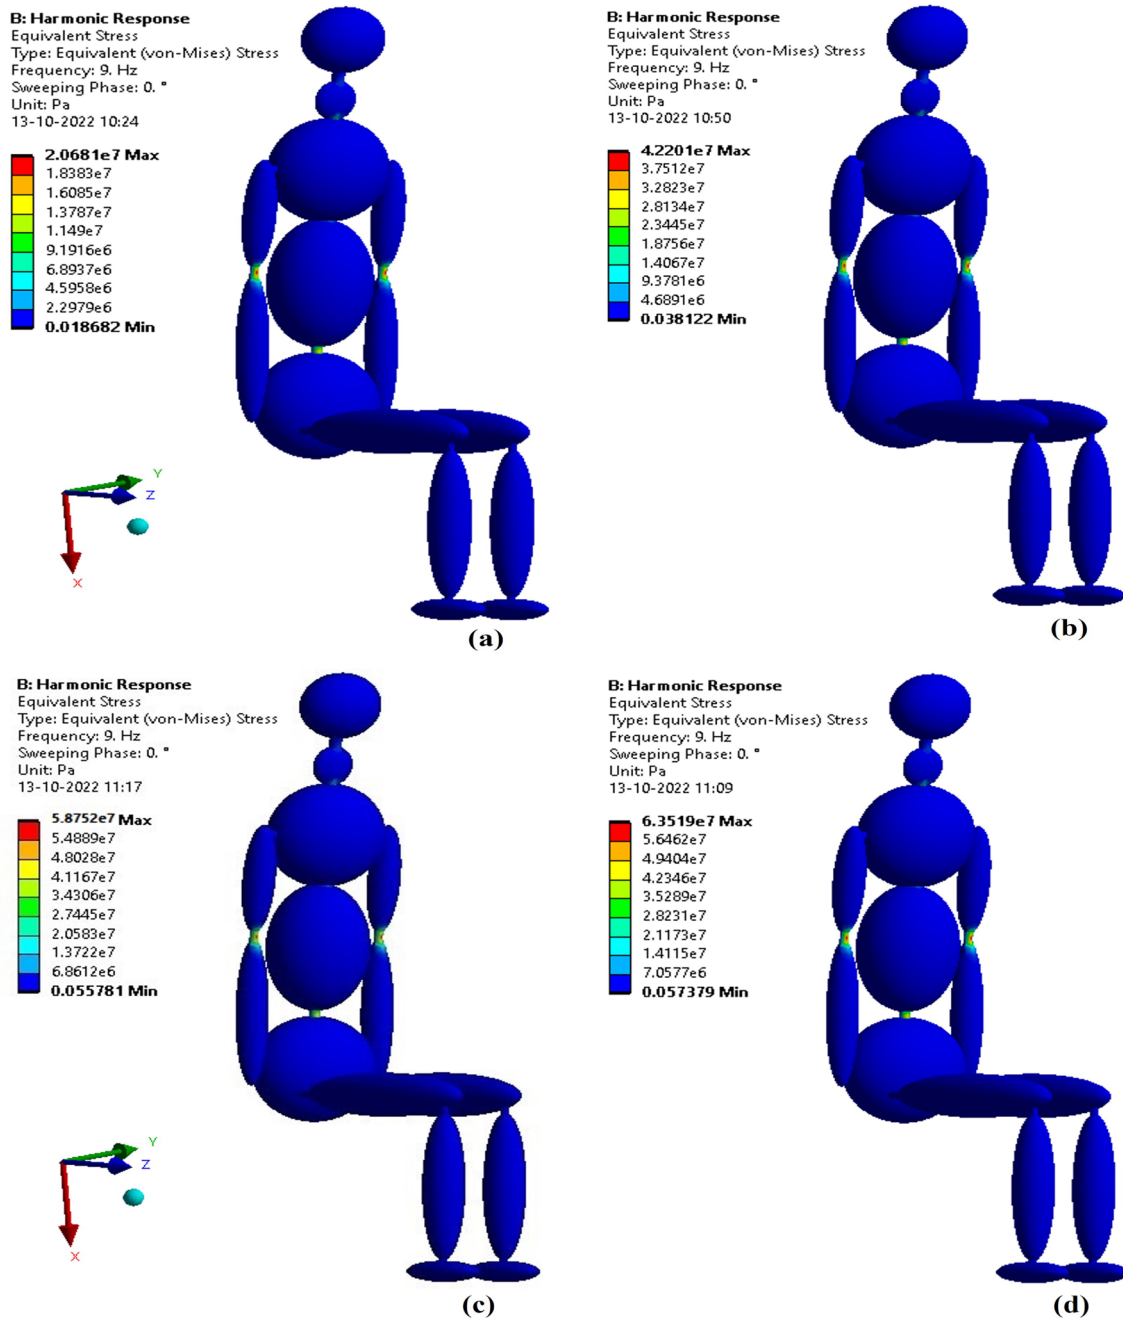 B: Harmonic Response
Equivalent Stress
Type: Equivalent (von-Mises) Stress
Frequency: 9. Hz
Sweeping Phase: 0. °
Unit: Pa
13-10-2022 10:24
2.0681e7 Max
1.8383e7
1.6085e7
1.3787e7
1.149e7
9.1916e6
6.8937e6
4.5958e6
2.2979e6
0.018682 Min
Y
Z
X
(a)
B: Harmonic Response
Equivalent Stress
Type: Equivalent (von-Mises) Stress
Frequency: 9. Hz
Sweeping Phase: 0. °
Unit: Pa
13-10-2022 10:50
4.2201e7 Max
3.7512e7
3.2823e7
2.8134e7
2.3445e7
1.8756e7
1.4067e7
9.3781e6
4.6891e6
0.038122 Min
(b)
B: Harmonic Response
Equivalent Stress
Type: Equivalent (von-Mises) Stress
Frequency: 9. Hz
Sweeping Phase: 0. °
Unit: Pa
13-10-2022 11:17
5.8752e7 Max
5.4889e7
4.8028e7
4.1167e7
3.4306e7
2.7445e7
2.0583e7
1.3722e7
6.8612e6
0.055781 Min
Y
Z
X
(c)
B: Harmonic Response
Equivalent Stress
Type: Equivalent (von-Mises) Stress
Frequency: 9. Hz
Sweeping Phase: 0. °
Unit: Pa
13-10-2022 11:09
6.3519e7 Max
5.6462e7
4.9404e7
4.2346e7
3.5289e7
2.8231e7
2.1173e7
1.4115e7
7.0577e6
0.057379 Min
(d)